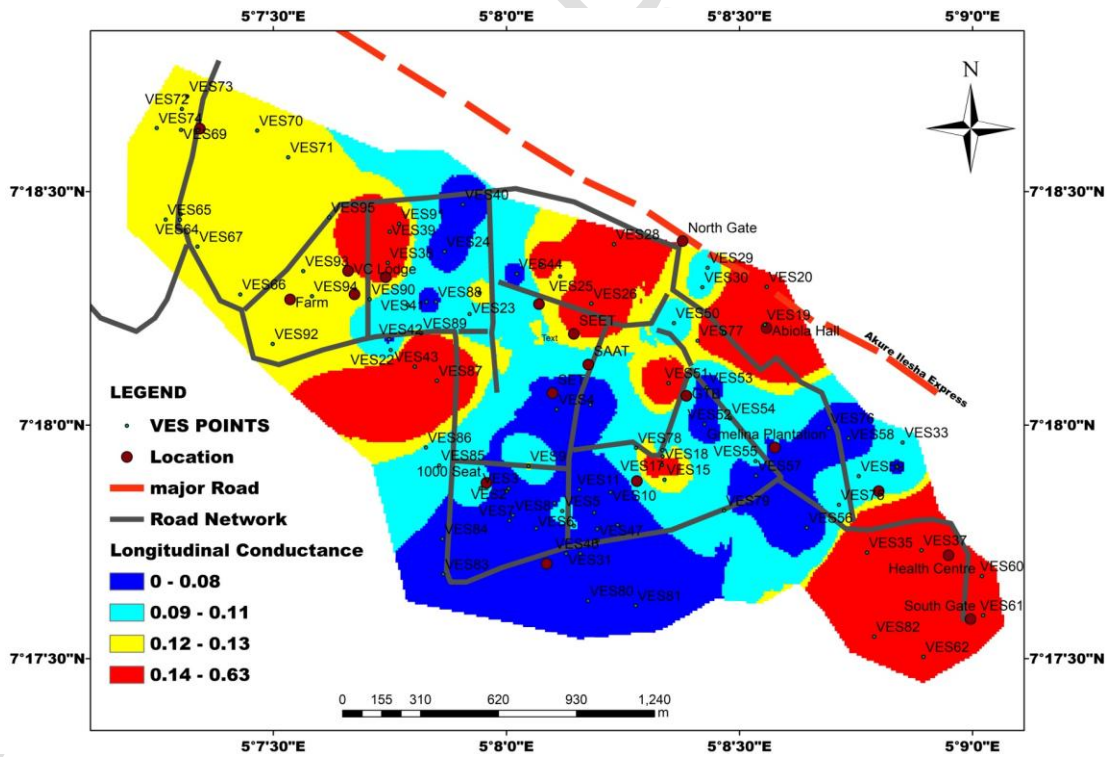 5°7'30"E 5°8'0"E 5°8'30"E 5°9'0"E
N
VES73
VES72
VES74
VES69
VES70
VES71
7°18'30"N 7°18'30"N
VES40
VES65
VES64
VES95
VES9
VES39
VES67
VES24
VES28
North Gate
VES29
VES38
VES44
VES93
VC Lodge
VES30
VES20
VES66
VES94
VES90
VES88
VES25
Farm
VES41
VES23
VES26
VES50
VES19
Abiola Hall
VES77
VES92
VES42
VES89
SEET
Text
Akure Ilesha Express
VES22
VES43
SAAT
VES87
VES51
VES53
LEGEND
SET
GTB
VES4
VES52
VES54
VES76
VES PONTS
7°18'0"N 7°18'0"N
Gmelina Plantation
VES58
VES33
VES86
VES78
Location
VES85
VES18
VES55
1000 Seat
VES17
VES15
VES57
major Road
VES2
VES11
VES10
VES79
Road Network
VES5
VES56
VES84
VES6
VES47
Longitudinal Conductance
VES35
VES37
VES83
VES31
Health Centre
VES60
0 - 0.08
VES80
VES81
South Gate
VES61
0.09 - 0.11
VES82
0.12 - 0.13
VES62
7°17'30"N 7°17'30"N
0.14 - 0.63
0 155 310 620 930 1,240
m